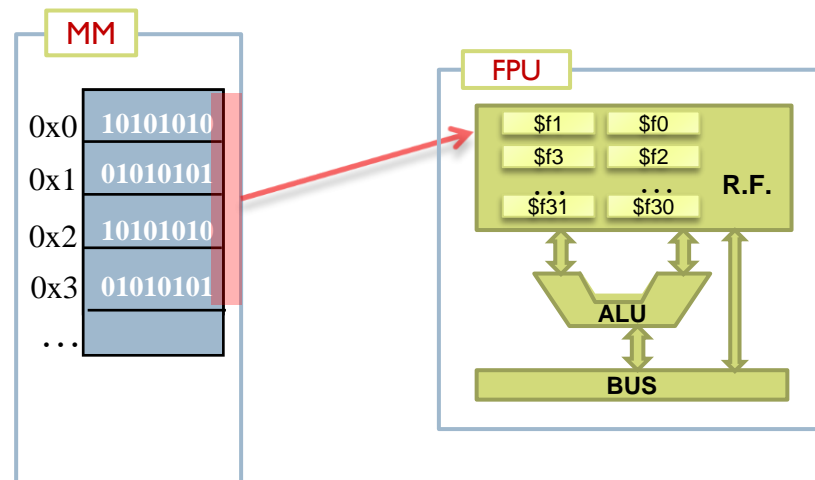 MM
0x0 10101010
0x1 01010101
0x2 10101010
0x3 01010101
...
FPU
$f1 $f0
$f3 $f2
... ...
$f31 $f30
R.F.
ALU
BUS